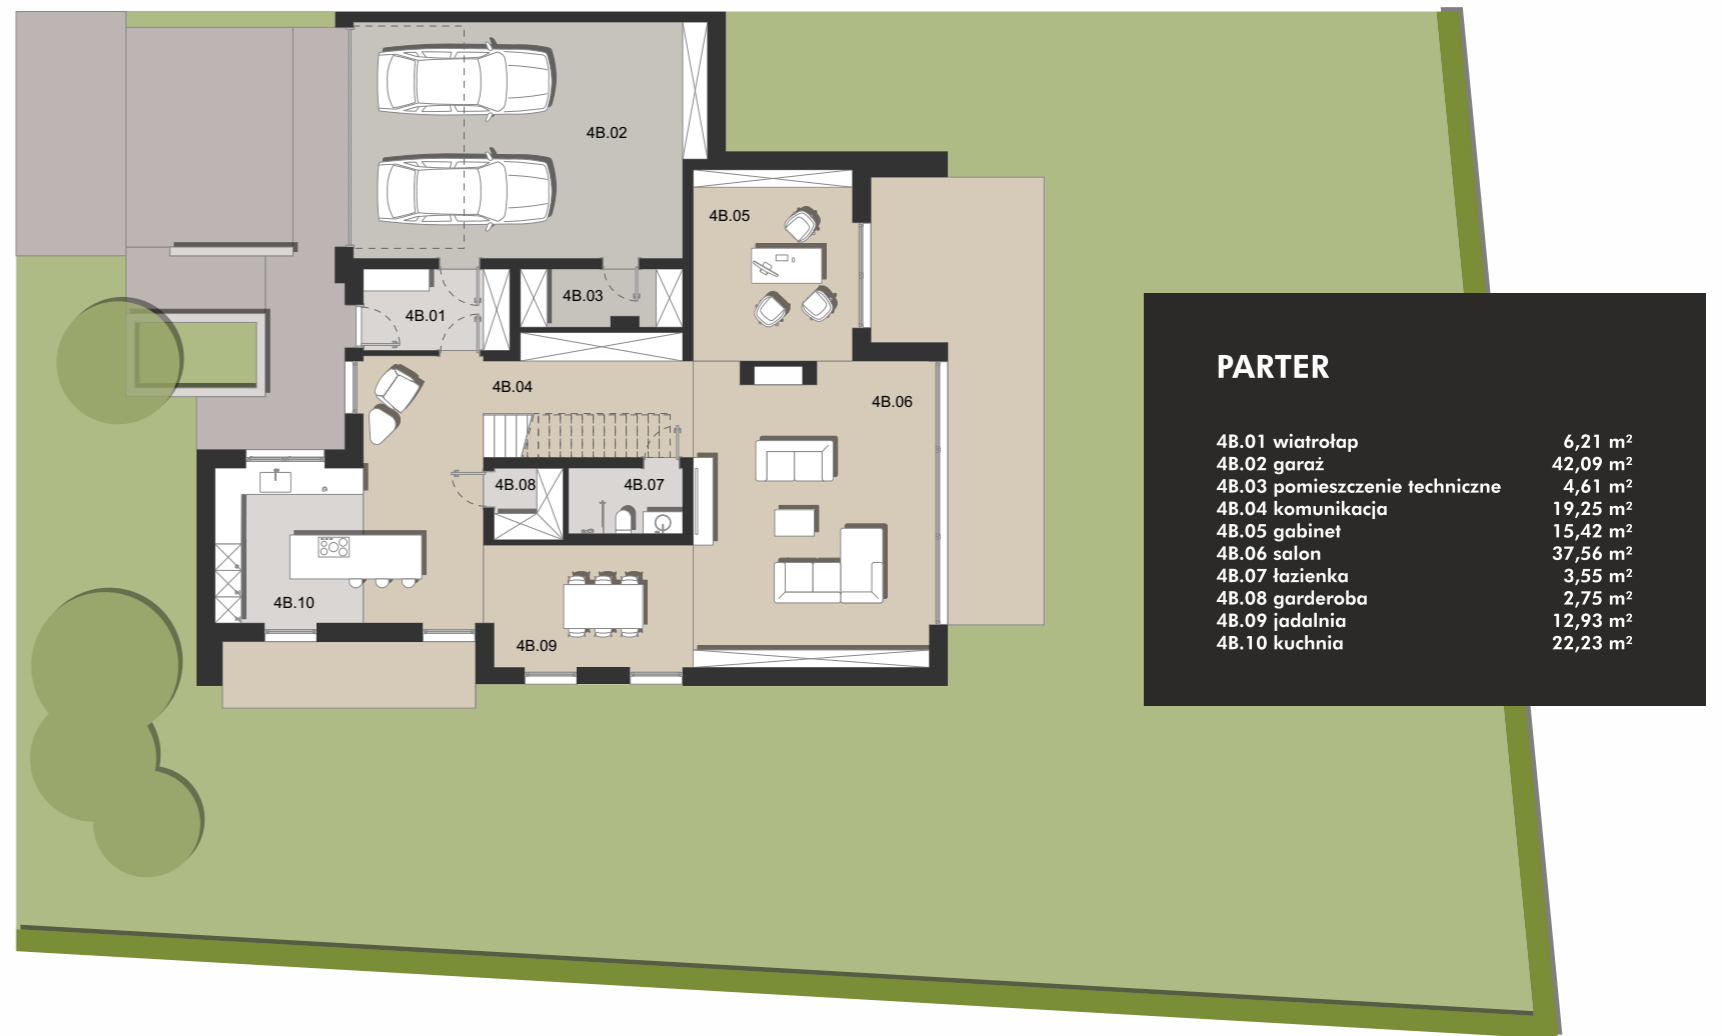 4B.02
4B.05
4B.03
4B.01
4B.04
4B.06
4B.08
4B.07
4B.10
4B.09
PARTER
4B.01 wiatrołap 6,21 m²
4B.02 garaż 42,09 m²
4B.03 pomieszczenie techniczne 4,61 m²
4B.04 komunikacja 19,25 m²
4B.05 gabinet 15,42 m²
4B.06 salon 37,56 m²
4B.07 łazienka 3,55 m²
4B.08 garderoba 2,75 m²
4B.09 jadalnia 12,93 m²
4B.10 kuchnia 22,23 m²